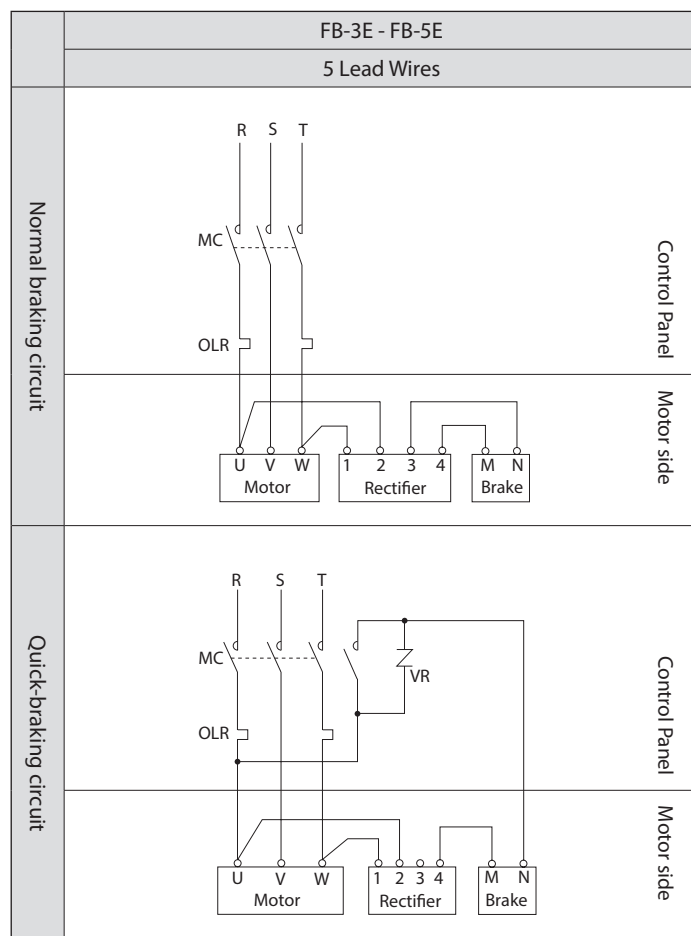 FB-3E - FB-5E
5 Lead Wires
Normal braking circuit
R S T
MC
OLR
Control Panel
Motor side
U V W 1 2 3 4 M N
Motor Rectifier Brake
Quick-braking circuit
R S T
MC
VR
OLR
Control Panel
Motor side
U V W 1 2 3 4 M N
Motor Rectifier Brake